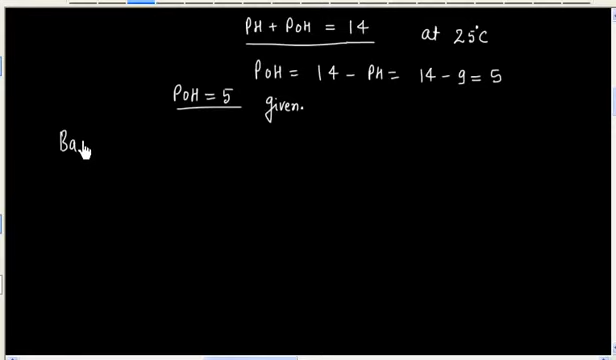 PH + POH = 14 at 25°C
POH = 14 - PH = 14 - 9 = 5
POH = 5 given.
Ba